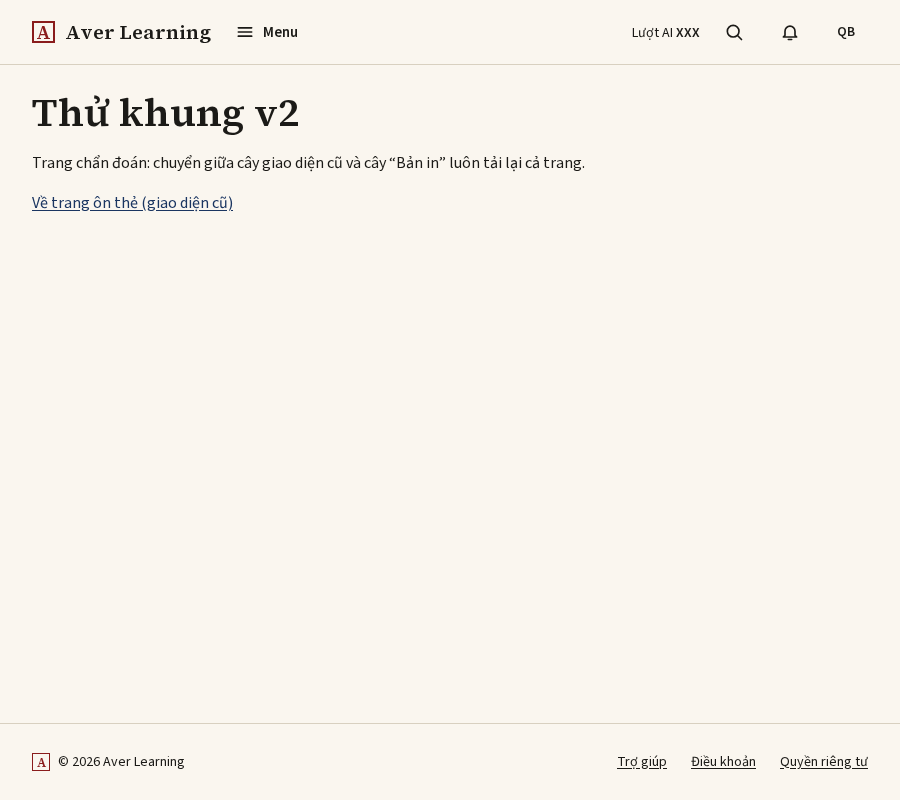 A Aver Learning Menu Lượt AI XXX QB
Thử khung v2
Trang chẩn đoán: chuyển giữa cây giao diện cũ và cây “Bản in” luôn tải lại cả trang.
Về trang ôn thẻ (giao diện cũ)
A © 2026 Aver Learning Trợ giúp Điều khoản Quyền riêng tư